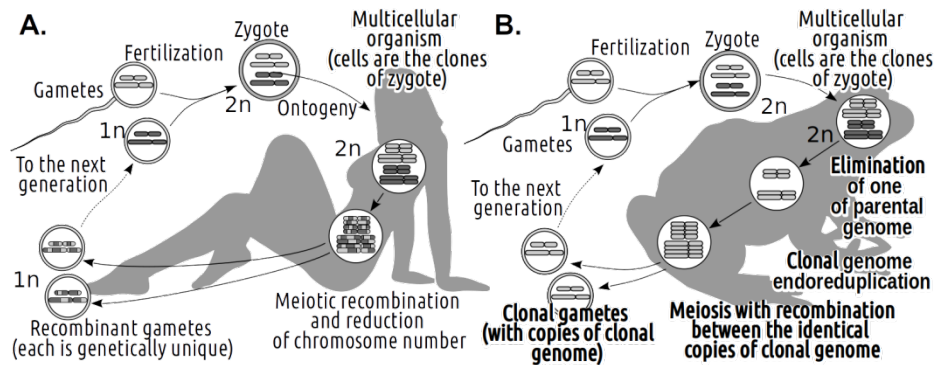 A.
Zygote
Fertilization
Gametes
2n
Ontogeny
Multicellular
organism
(cells are the clones
of zygote)
1n
To the next
generation
2n
1n
Recombinant gametes
(each is genetically unique)
Meiotic recombination
and reduction
of chromosome number
B.
Fertilization
Zygote
Multicellular
organism
(cells are the clones
of zygote)
1n
2n
Gametes
2n
To the next
generation
Elimination
of one
of parental
genome
Clonal genome
endoreduplication
Clonal gametes
(with copies of clonal
genome)
Meiosis with recombination
between the identical
copies of clonal genome